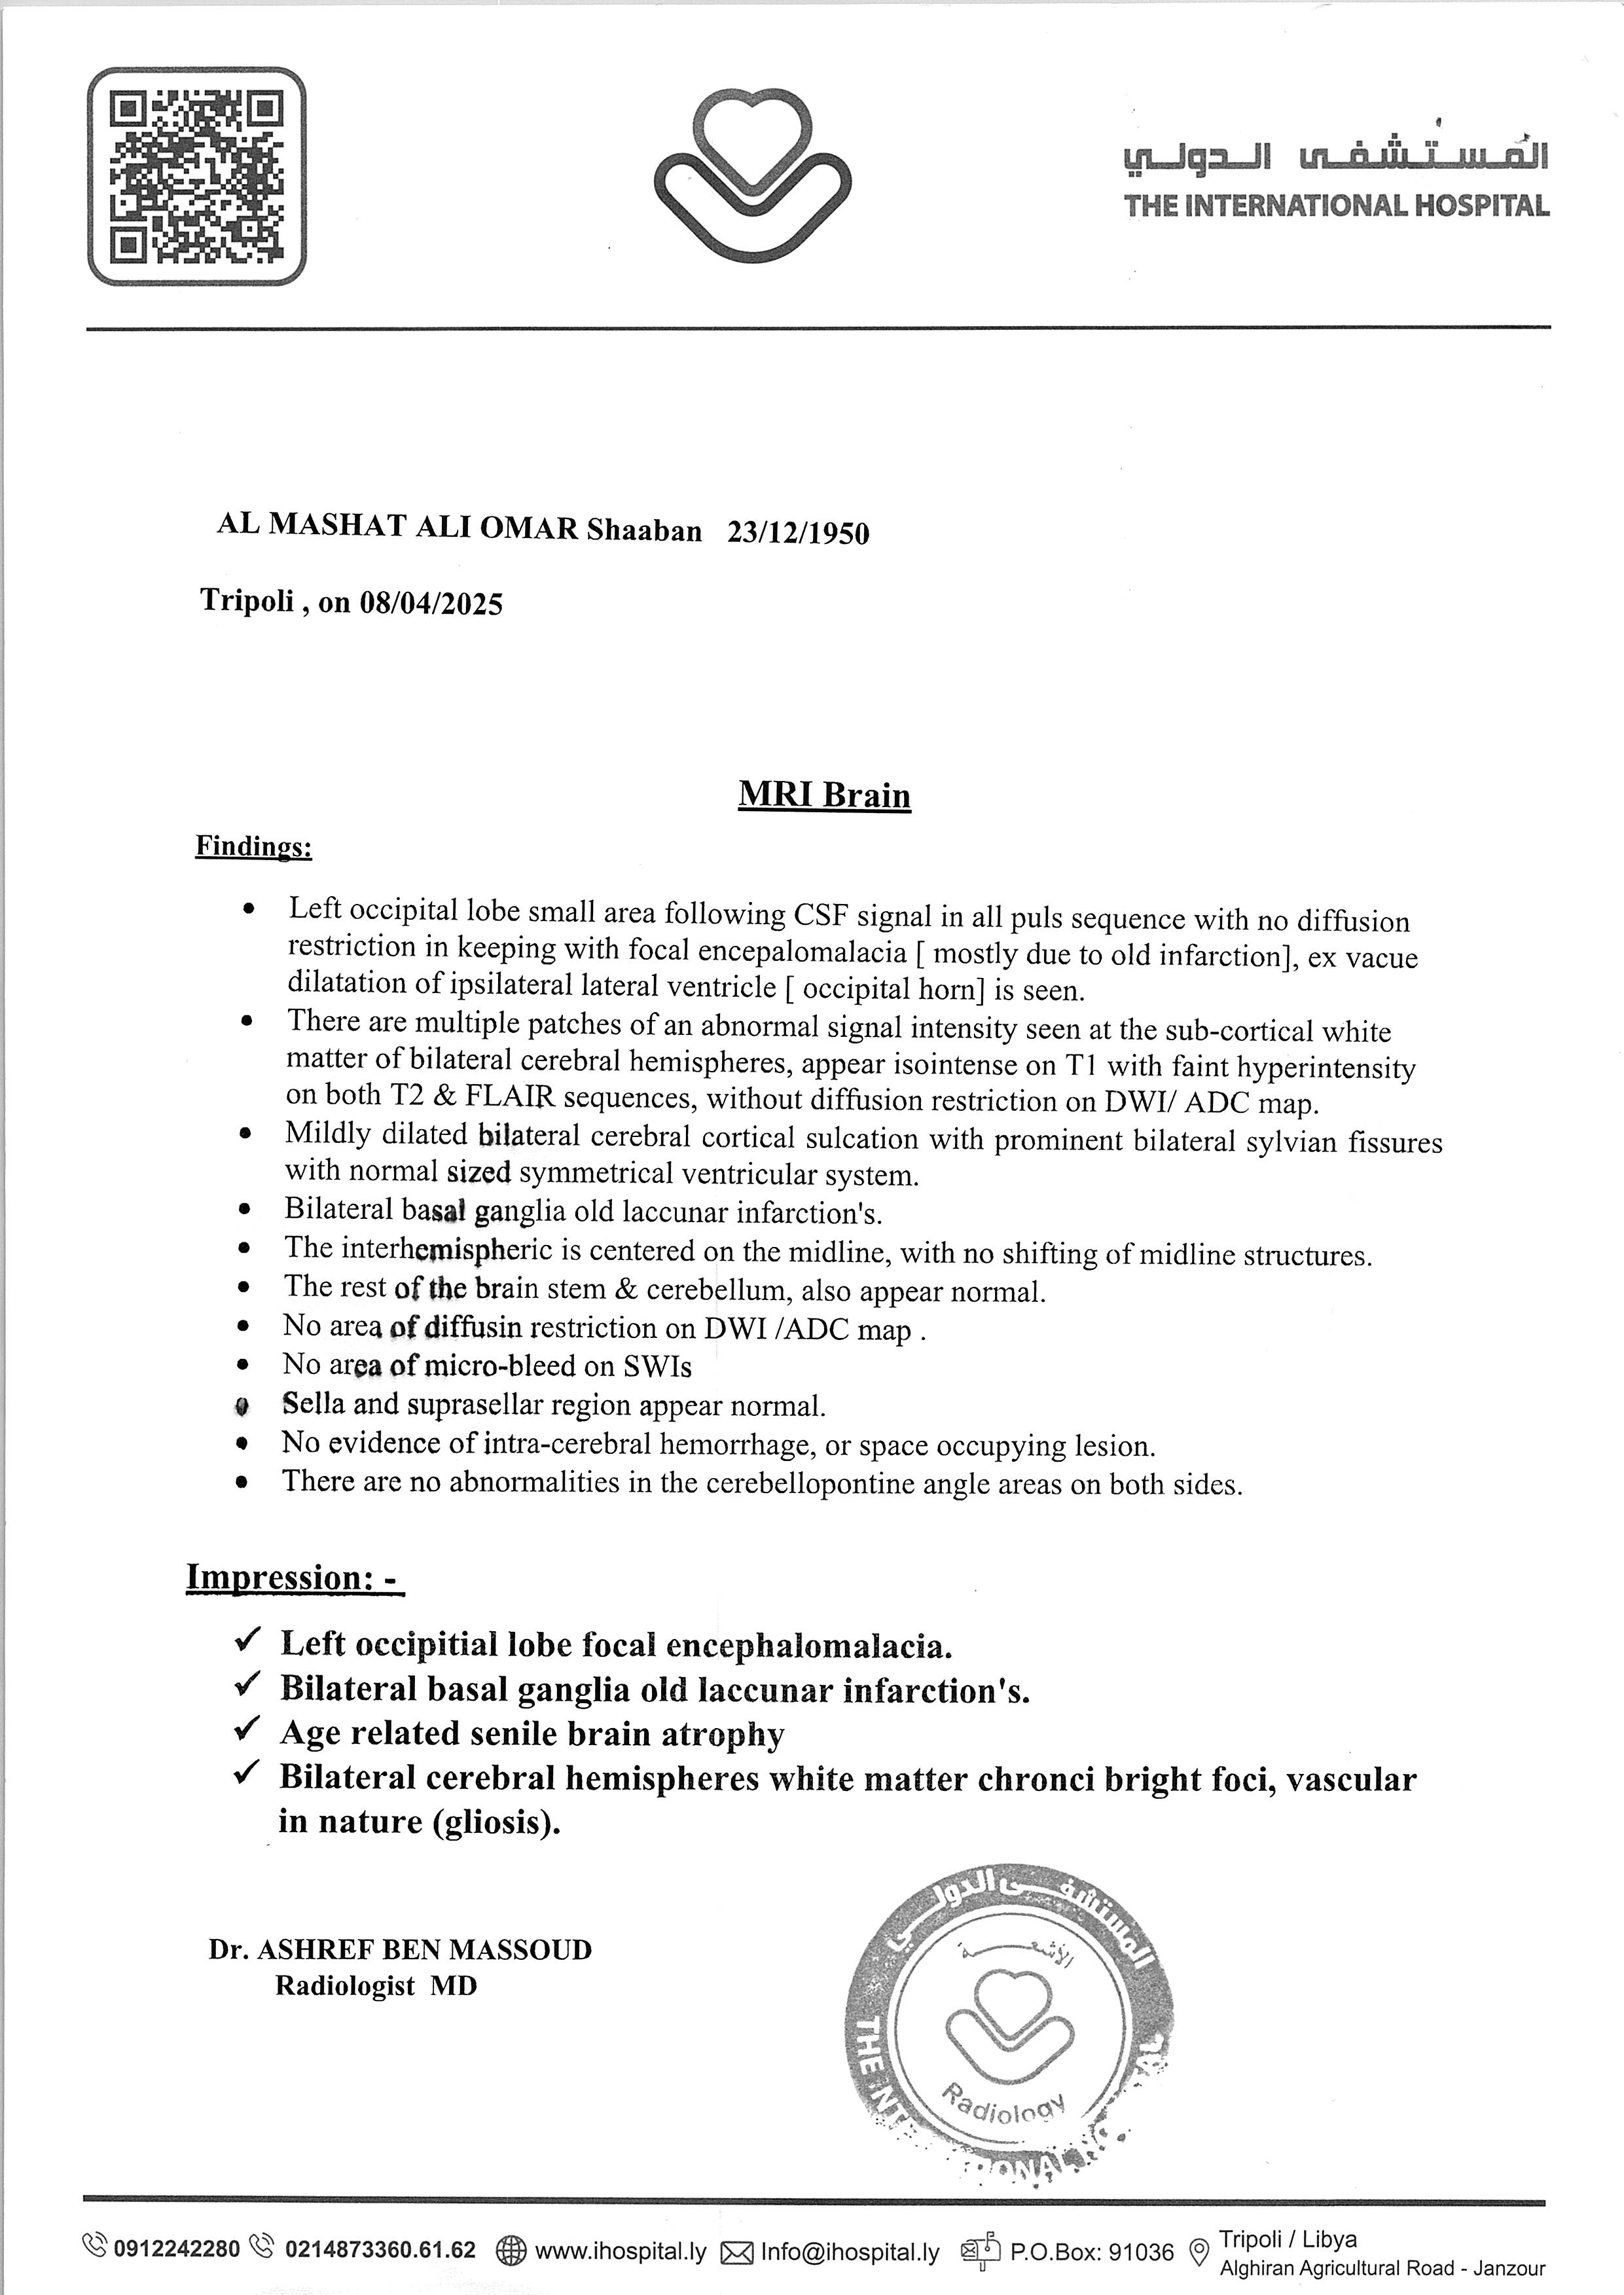 المستشفى الدولي
THE INTERNATIONAL HOSPITAL
AL MASHAT ALI OMAR Shaaban 23/12/1950
Tripoli , on 08/04/2025
MRI Brain
Findings:
• Left occipital lobe small area following CSF signal in all puls sequence with no diffusion
restriction in keeping with focal encepalomalacia [ mostly due to old infarction], ex vacue
dilatation of ipsilateral lateral ventricle [ occipital horn] is seen.
• There are multiple patches of an abnormal signal intensity seen at the sub-cortical white
matter of bilateral cerebral hemispheres, appear isointense on T1 with faint hyperintensity
on both T2 & FLAIR sequences, without diffusion restriction on DWI/ ADC map.
• Mildly dilated bilateral cerebral cortical sulcation with prominent bilateral sylvian fissures
with normal sized symmetrical ventricular system.
• Bilateral basal ganglia old laccunar infarction's.
• The interhemispheric is centered on the midline, with no shifting of midline structures.
• The rest of the brain stem & cerebellum, also appear normal.
• No area of diffusin restriction on DWI /ADC map .
• No area of micro-bleed on SWIs
• Sella and suprasellar region appear normal.
• No evidence of intra-cerebral hemorrhage, or space occupying lesion.
• There are no abnormalities in the cerebellopontine angle areas on both sides.
Impression: -
✓ Left occipitial lobe focal encephalomalacia.
✓ Bilateral basal ganglia old laccunar infarction's.
✓ Age related senile brain atrophy
✓ Bilateral cerebral hemispheres white matter chronci bright foci, vascular
in nature (gliosis).
Dr. ASHREF BEN MASSOUD
Radiologist MD
المستشفى الدولي
الأشعة
Radiology
THE
0912242280 0214873360.61.62 www.ihospital.ly Info@ihospital.ly P.O.Box: 91036 Tripoli / Libya
Alghiran Agricultural Road - Janzour